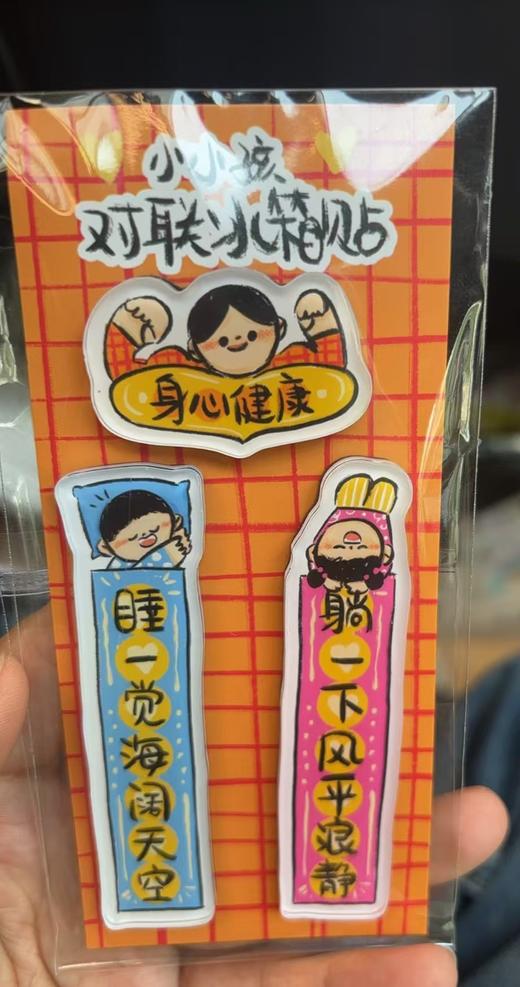 小小孩
对联冰箱贴
身心健康
睡一觉海阔天空
躺一下风平浪静